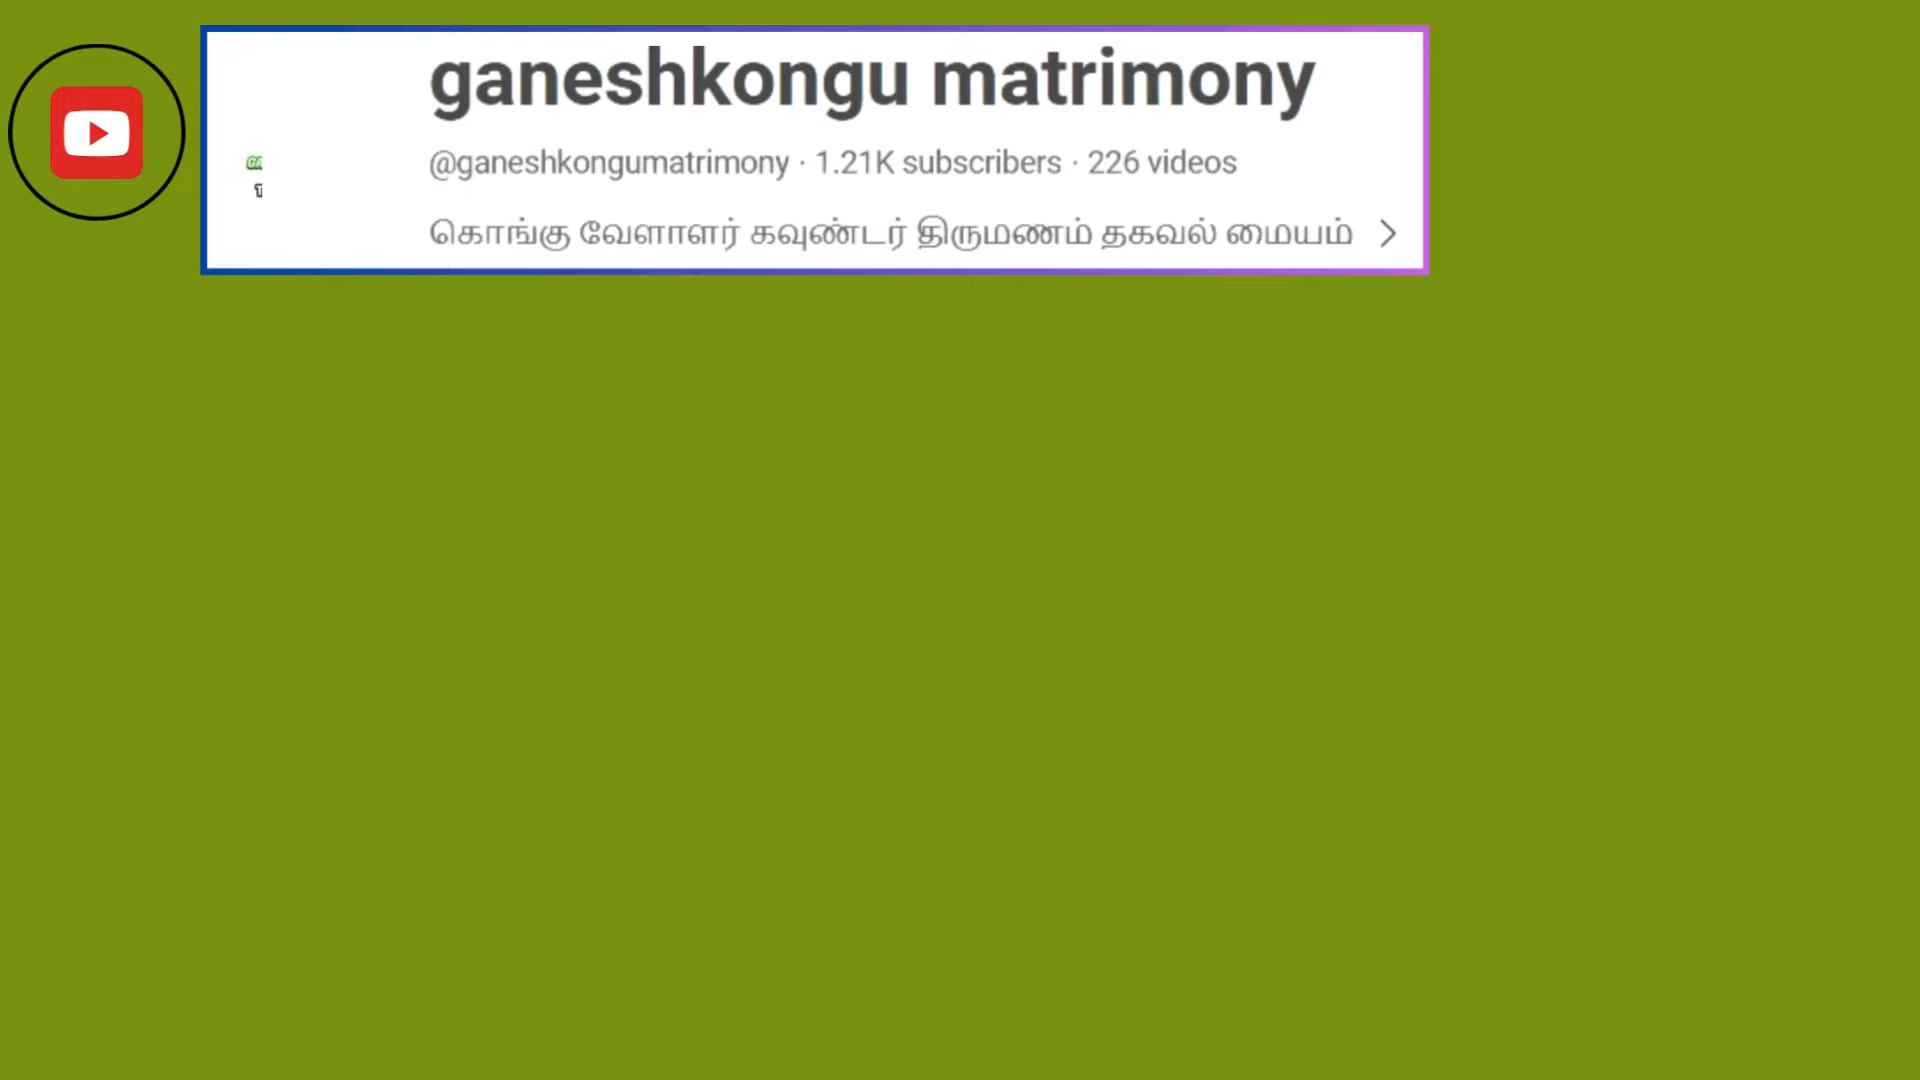 ganeshkongu matrimony
@ganeshkongumatrimony · 1.21K subscribers · 226 videos
கொங்கு வேளாளர் கவுண்டர் திருமணம் தகவல் மையம்